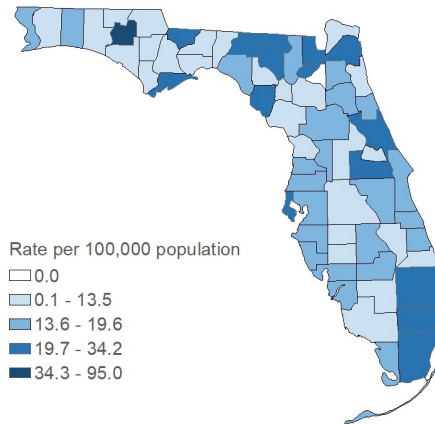 Rate per 100,000 population
0.0
0.1 - 13.5
13.6 - 19.6
19.7 - 34.2
34.3 - 95.0